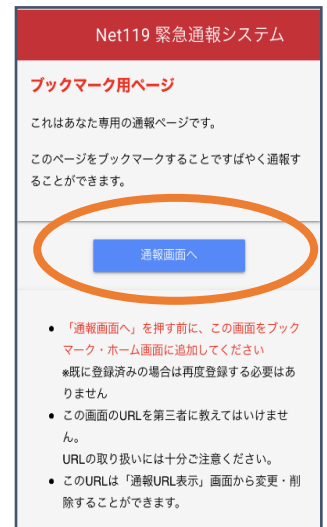 Net119 緊急通報システム
ブックマーク用ページ
これはあなた専用の通報ページです。
このページをブックマークすることですばやく通報す
ることができます。
通報画面へ
● 「通報画面へ」を押す前に、この画面をブック
マーク・ホーム画面に追加してください
※既に登録済みの場合は再度登録する必要はあ
りません
● この画面のURLを第三者に教えてはいけませ
ん。
URLの取り扱いには十分ご注意ください。
● このURLは「通報URL表示」画面から変更・削
除することができます。